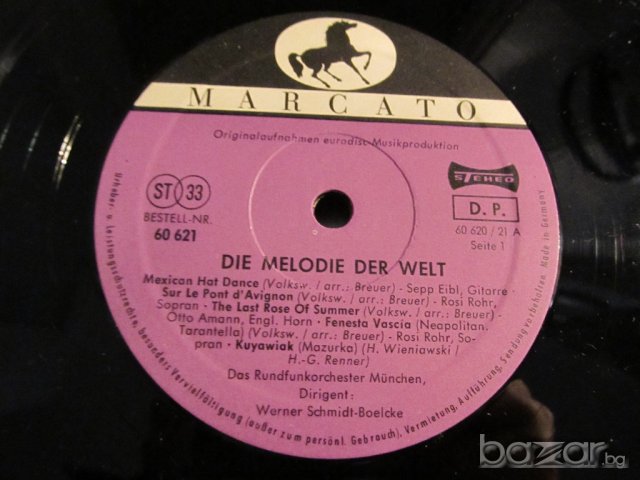 MARCATO
Originalaufnahmen eurodisc-Musikproduktion
ST 33
BESTELL-NR.
60 621
STEREO
D. P.
60 620 / 21 A
Seite 1
DIE MELODIE DER WELT
Mexican Hat Dance (Volksw. / arr.: Breuer) - Sepp Eibl, Gitarre -
Sur Le Pont d'Avignon (Volksw. / arr.: Breuer) - Rosi Rohr,
Sopran - The Last Rose Of Summer (Volksw. / arr.: Breuer) -
Otto Amann, Engl. Horn - Fenesta Vascia (Neapolitan.
Tarantella) (Volksw. / arr.: Breuer) - Rosi Rohr, So-
pran - Kuyawiak (Mazurka) (H. Wieniawski /
H.-G. Renner)
Das Rundfunkorchester München,
Dirigent:
Werner Schmidt-Boelcke
Urheber- u. Leistungsschutzrechte, besonders Vervielfältigung (außer zum persönl. Gebrauch), Vermietung, Aufführung, Sendung vorbehalten. Made in Germany
bazar.bg